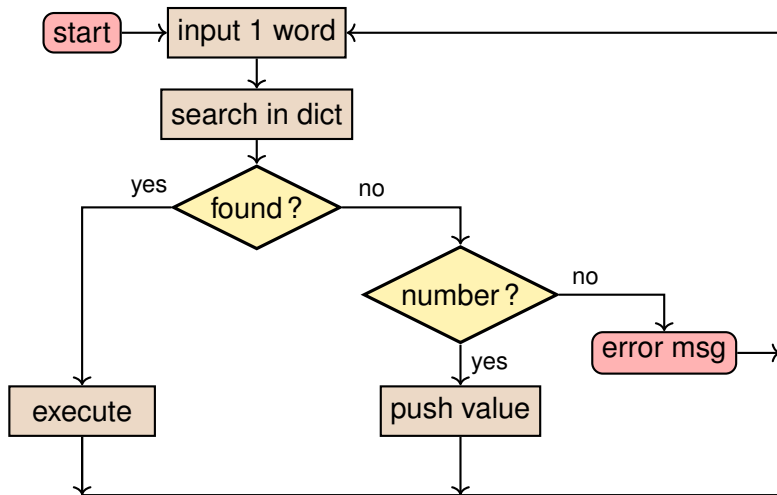 start
input 1 word
search in dict
yes
found ?
no
number ?
no
error msg
yes
execute
push value